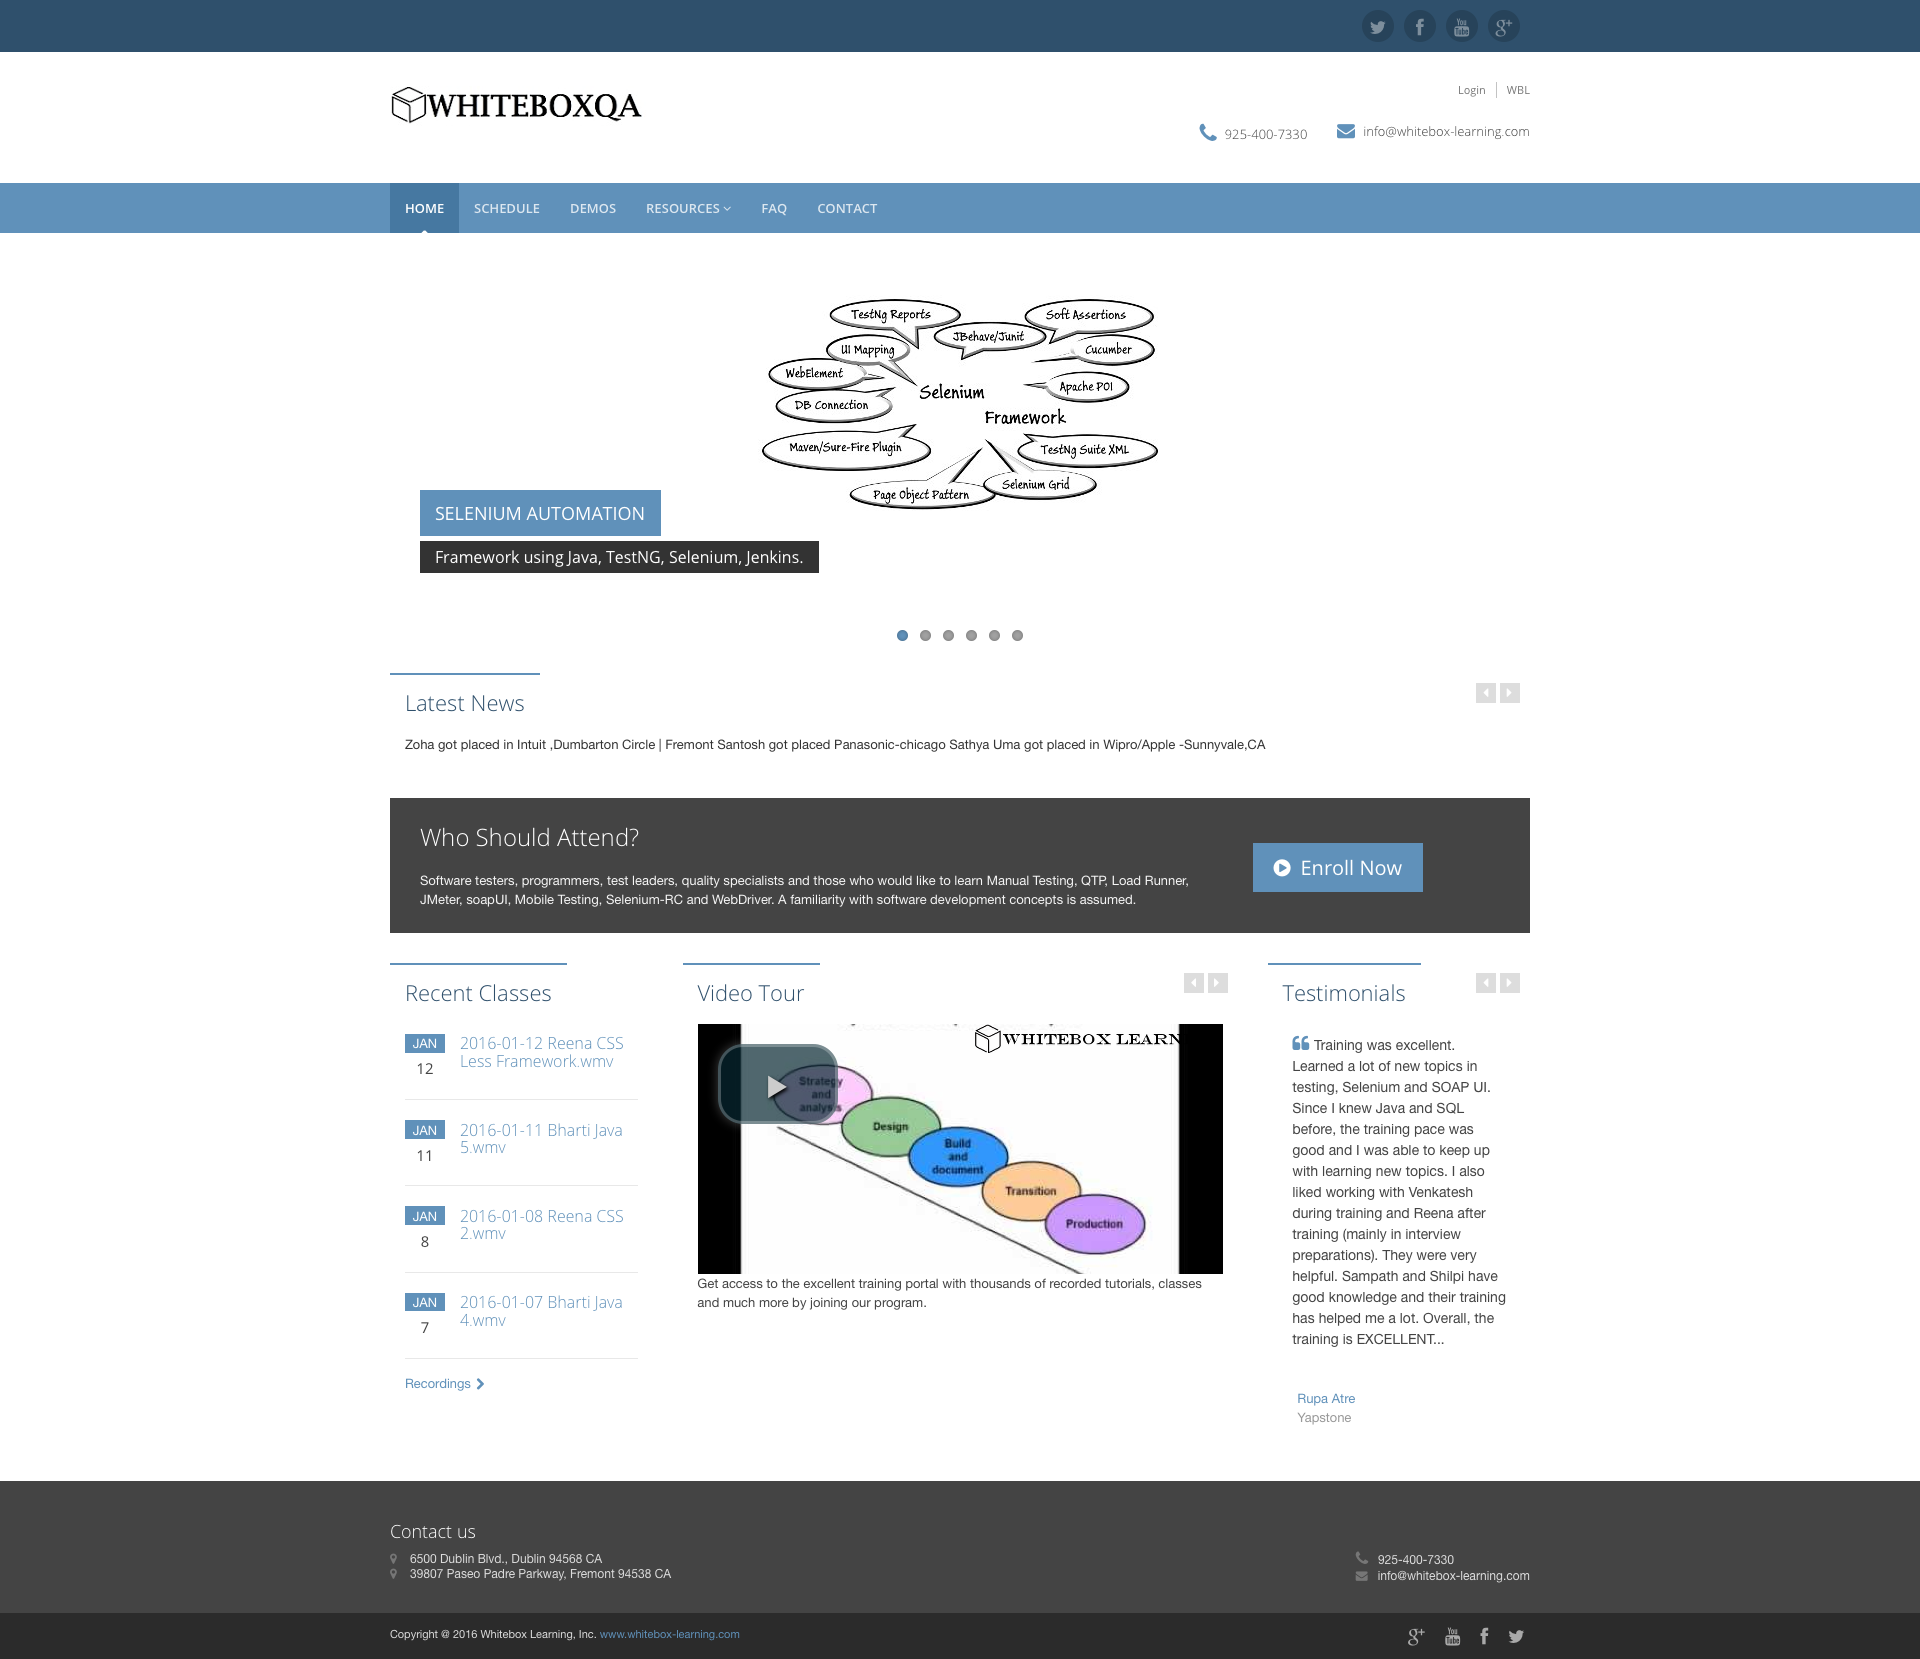 WHITEBOXQA
Login
WBL
925-400-7330
info@whitebox-learning.com
HOME
SCHEDULE
DEMOS
RESOURCES
FAQ
CONTACT
TestNg Reports
Soft Assertions
JBehave/Junit
UI Mapping
Cucumber
WebElement
Selenium
Apache POI
DB Connection
Framework
Maven/Sure-Fire Plugin
TestNg Suite XML
Page Object Pattern
Selenium Grid
SELENIUM AUTOMATION
Framework using Java, TestNG, Selenium, Jenkins.
Latest News
Zoha got placed in Intuit ,Dumbarton Circle | Fremont Santosh got placed Panasonic-chicago Sathya Uma got placed in Wipro/Apple -Sunnyvale,CA
Who Should Attend?
Software testers, programmers, test leaders, quality specialists and those who would like to learn Manual Testing, QTP, Load Runner,
JMeter, soapUI, Mobile Testing, Selenium-RC and WebDriver. A familiarity with software development concepts is assumed.
Enroll Now
Recent Classes
JAN
12
2016-01-12 Reena CSS
Less Framework.wmv
JAN
11
2016-01-11 Bharti Java
5.wmv
JAN
8
2016-01-08 Reena CSS
2.wmv
JAN
7
2016-01-07 Bharti Java
4.wmv
Recordings
Video Tour
WHITEBOX LEARN
Strategy
and
analysis
Design
Build
and
document
Transition
Production
Get access to the excellent training portal with thousands of recorded tutorials, classes
and much more by joining our program.
Testimonials
Training was excellent.
Learned a lot of new topics in
testing, Selenium and SOAP UI.
Since I knew Java and SQL
before, the training pace was
good and I was able to keep up
with learning new topics. I also
liked working with Venkatesh
during training and Reena after
training (mainly in interview
preparations). They were very
helpful. Sampath and Shilpi have
good knowledge and their training
has helped me a lot. Overall, the
training is EXCELLENT...
Rupa Atre
Yapstone
Contact us
6500 Dublin Blvd., Dublin 94568 CA
39807 Paseo Padre Parkway, Fremont 94538 CA
925-400-7330
info@whitebox-learning.com
Copyright @ 2016 Whitebox Learning, Inc. www.whitebox-learning.com